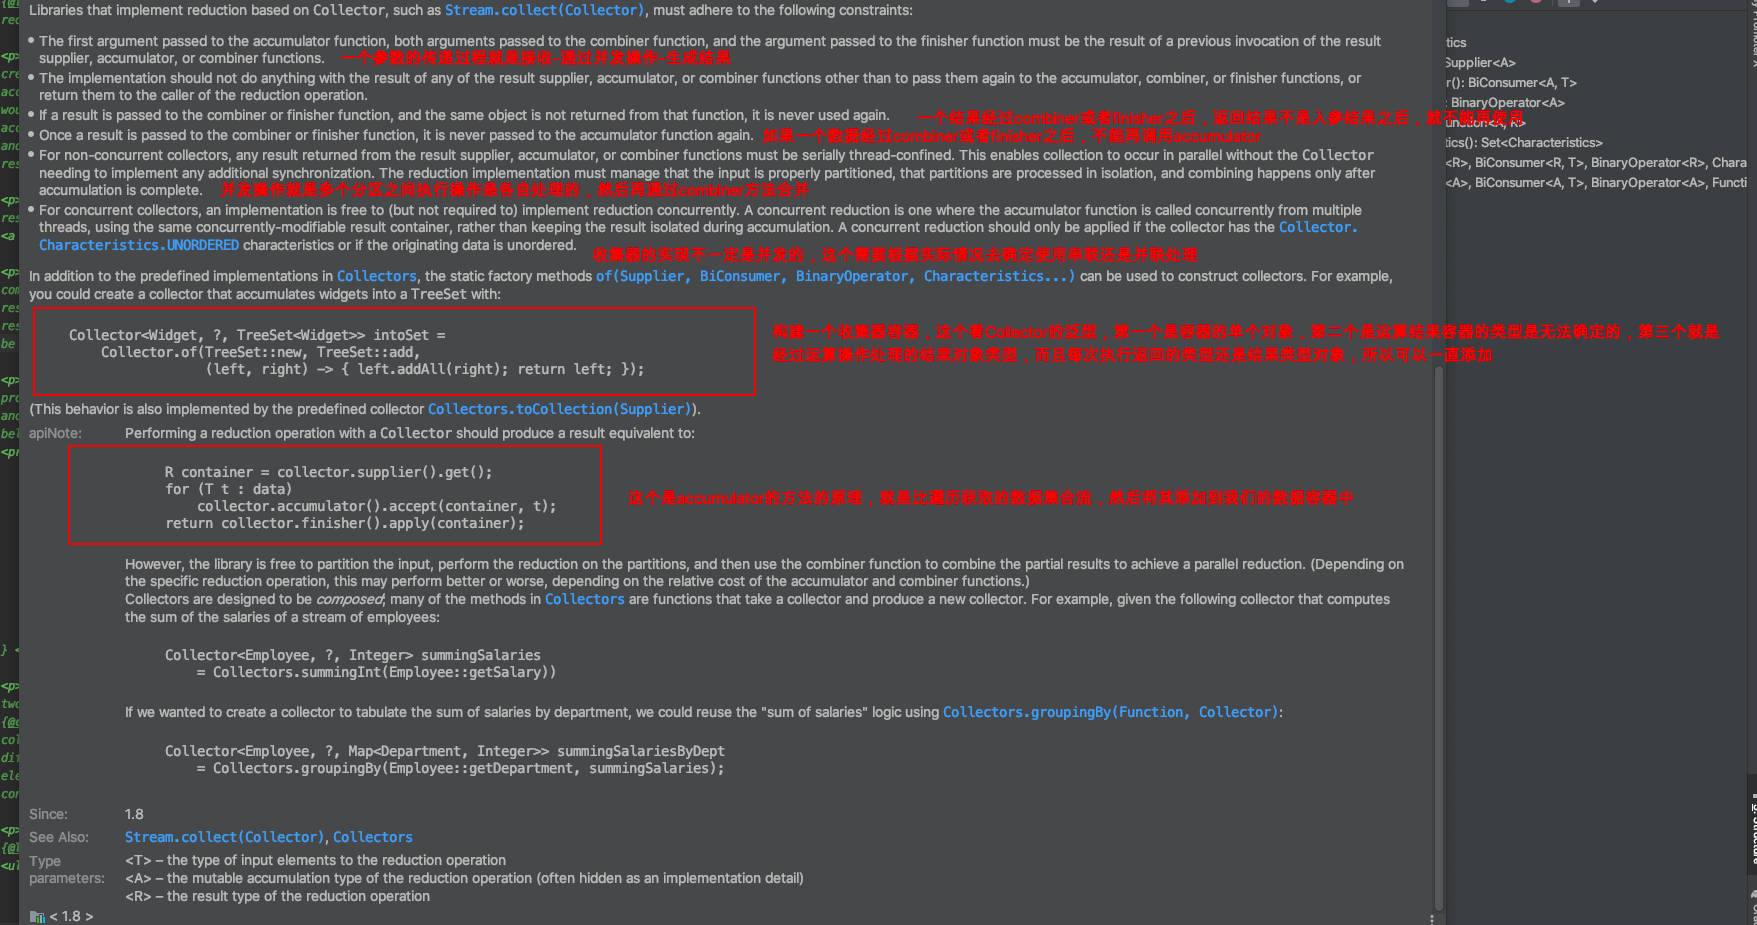 Libraries that implement reduction based on Collector, such as Stream.collect(Collector), must adhere to the following constraints:
• The first argument passed to the accumulator function, both arguments passed to the combiner function, and the argument passed to the finisher function must be the result of a previous invocation of the result
supplier, accumulator, or combiner functions. 一个参数的传递过程就是接收-通过并发操作-生成结果
• The implementation should not do anything with the result of any of the result supplier, accumulator, or combiner functions other than to pass them again to the accumulator, combiner, or finisher functions, or
return them to the caller of the reduction operation.
• If a result is passed to the combiner or finisher function, and the same object is not returned from that function, it is never used again. 一个结果经过combiner或者finisher之后，返回结果不是入参结果之后，就不能再使用
• Once a result is passed to the combiner or finisher function, it is never passed to the accumulator function again. 如果一个数据经过combiner或者finisher之后，不能再调用accumulator
• For non-concurrent collectors, any result returned from the result supplier, accumulator, or combiner functions must be serially thread-confined. This enables collection to occur in parallel without the Collector
needing to implement any additional synchronization. The reduction implementation must manage that the input is properly partitioned, that partitions are processed in isolation, and combining happens only after
accumulation is complete. 并发操作就是多个分区之间执行操作是各自处理的，然后再通过combiner方法合并
• For concurrent collectors, an implementation is free to (but not required to) implement reduction concurrently. A concurrent reduction is one where the accumulator function is called concurrently from multiple
threads, using the same concurrently-modifiable result container, rather than keeping the result isolated during accumulation. A concurrent reduction should only be applied if the collector has the Collector.
Characteristics.UNORDERED characteristics or if the originating data is unordered.
收集器的实现不一定是并发的，这个需要根据实际情况去确定使用串联还是并联处理
In addition to the predefined implementations in Collectors, the static factory methods of(Supplier, BiConsumer, BinaryOperator, Characteristics...) can be used to construct collectors. For example,
you could create a collector that accumulates widgets into a TreeSet with:
Collector<Widget, ?, TreeSet<Widget>> intoSet =
Collector.of(TreeSet::new, TreeSet::add,
(left, right) -> { left.addAll(right); return left; });
构建一个收集器容器，这个看Collector的泛型，第一个是容器的单个对象，第二个是运算结果容器的类型是无法确定的，第三个就是
经过运算操作处理的结果对象类型，而且每次执行返回的类型还是结果类型对象，所以可以一直添加
(This behavior is also implemented by the predefined collector Collectors.toCollection(Supplier)).
apiNote: Performing a reduction operation with a Collector should produce a result equivalent to:
R container = collector.supplier().get();
for (T t : data)
collector.accumulator().accept(container, t);
return collector.finisher().apply(container);
这个是accumulator的方法的原理，就是比遍历获取的数据集合流，然后将其添加到我们的数据容器中
However, the library is free to partition the input, perform the reduction on the partitions, and then use the combiner function to combine the partial results to achieve a parallel reduction. (Depending on
the specific reduction operation, this may perform better or worse, depending on the relative cost of the accumulator and combiner functions.)
Collectors are designed to be composed; many of the methods in Collectors are functions that take a collector and produce a new collector. For example, given the following collector that computes
the sum of the salaries of a stream of employees:
Collector<Employee, ?, Integer> summingSalaries
= Collectors.summingInt(Employee::getSalary))
If we wanted to create a collector to tabulate the sum of salaries by department, we could reuse the "sum of salaries" logic using Collectors.groupingBy(Function, Collector):
Collector<Employee, ?, Map<Department, Integer>> summingSalariesByDept
= Collectors.groupingBy(Employee::getDepartment, summingSalaries);
Since: 1.8
See Also: Stream.collect(Collector), Collectors
Type parameters: <T> – the type of input elements to the reduction operation
<A> – the mutable accumulation type of the reduction operation (often hidden as an implementation detail)
<R> – the result type of the reduction operation
< 1.8 >
tics
Supplier<A>
r(): BiConsumer<A, T>
: BinaryOperator<A>
unction<A, R>
tics(): Set<Characteristics>
<R>, BiConsumer<R, T>, BinaryOperator<R>, Chara
<A>, BiConsumer<A, T>, BinaryOperator<A>, Functi